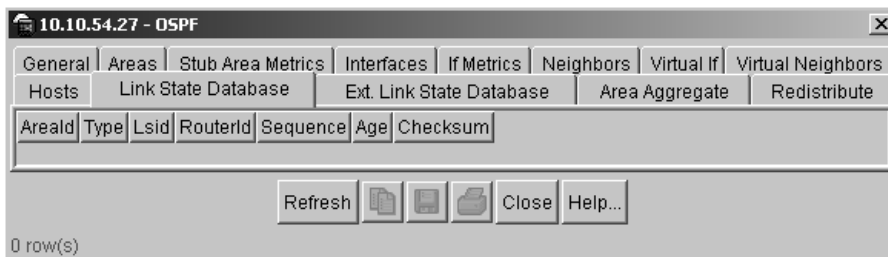 10.10.54.27 - OSPF
General Areas Stub Area Metrics Interfaces If Metrics Neighbors Virtual If Virtual Neighbors
Hosts Link State Database Ext. Link State Database Area Aggregate Redistribute
AreaId Type Lsid RouterId Sequence Age Checksum
Refresh Close Help...
0 row(s)